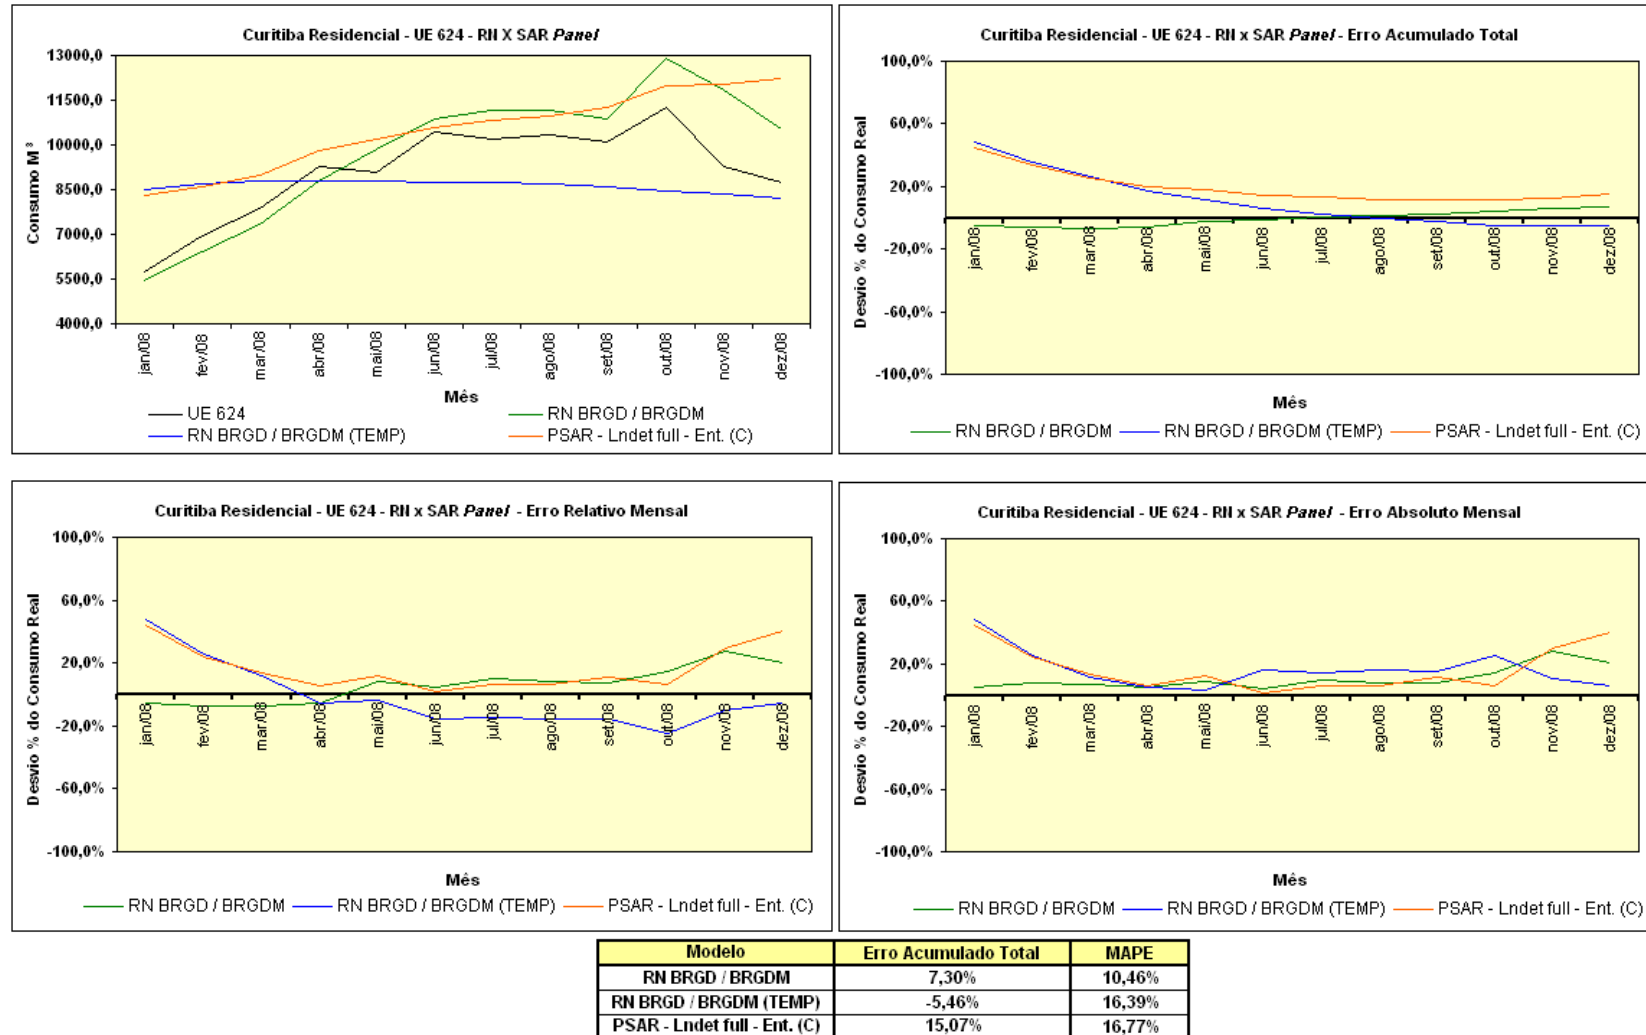 Curitiba Residencial - UE 624 - RN X SAR Panel
13000,0
11500,0
10000,0
8500,0
7000,0
5500,0
4000,0
Consumo M³
jan/08
fev/08
mar/08
abr/08
mai/08
jun/08
jul/08
ago/08
set/08
out/08
nov/08
dez/08
Mês
UE 624
RN BRGD / BRGDM
RN BRGD / BRGDM (TEMP)
PSAR - Lndet full - Ent. (C)
Curitiba Residencial - UE 624 - RN x SAR Panel - Erro Acumulado Total
100,0%
60,0%
20,0%
-20,0%
-60,0%
-100,0%
Desvio % do Consumo Real
jan/08
fev/08
mar/08
abr/08
mai/08
jun/08
jul/08
ago/08
set/08
out/08
nov/08
dez/08
Mês
RN BRGD / BRGDM
RN BRGD / BRGDM (TEMP)
PSAR - Lndet full - Ent. (C)
Curitiba Residencial - UE 624 - RN x SAR Panel - Erro Relativo Mensal
100,0%
60,0%
20,0%
-20,0%
-60,0%
-100,0%
Desvio % do Consumo Real
jan/08
fev/08
mar/08
abr/08
mai/08
jun/08
jul/08
ago/08
set/08
out/08
nov/08
dez/08
Mês
RN BRGD / BRGDM
RN BRGD / BRGDM (TEMP)
PSAR - Lndet full - Ent. (C)
Curitiba Residencial - UE 624 - RN x SAR Panel - Erro Absoluto Mensal
100,0%
60,0%
20,0%
-20,0%
-60,0%
-100,0%
Desvio % do Consumo Real
jan/08
fev/08
mar/08
abr/08
mai/08
jun/08
jul/08
ago/08
set/08
out/08
nov/08
dez/08
Mês
RN BRGD / BRGDM
RN BRGD / BRGDM (TEMP)
PSAR - Lndet full - Ent. (C)
Modelo Erro Acumulado Total MAPE
RN BRGD / BRGDM 7,30% 10,46%
RN BRGD / BRGDM (TEMP) -5,46% 16,39%
PSAR - Lndet full - Ent. (C) 15,07% 16,77%